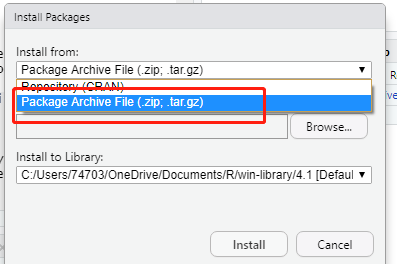 Install Packages
Install from:
Package Archive File (.zip; .tar.gz)
Repository (CRAN)
Package Archive File (.zip; .tar.gz)
Browse...
Install to Library:
C:/Users/74703/OneDrive/Documents/R/win-library/4.1 [Defaul
Install
Cancel